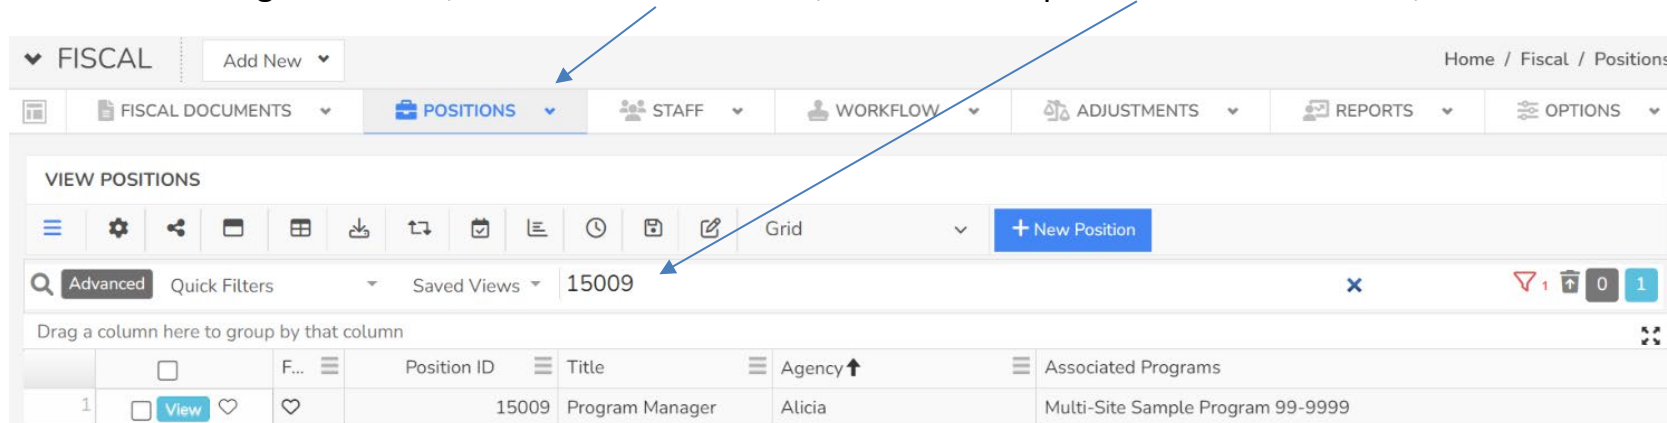 FISCAL Add New Home / Fiscal / Positions
FISCAL DOCUMENTS POSITIONS STAFF WORKFLOW ADJUSTMENTS REPORTS OPTIONS
VIEW POSITIONS
Grid + New Position
Advanced Quick Filters Saved Views 15009 1 0 1
Drag a column here to group by that column
F... Position ID Title Agency Associated Programs
1 View 15009 Program Manager Alicia Multi-Site Sample Program 99-9999